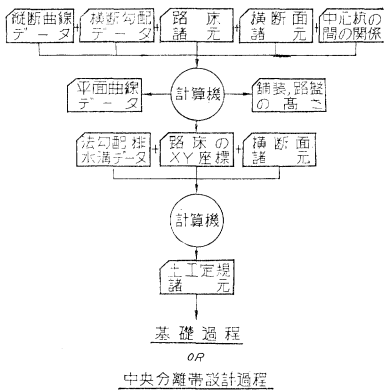 縦断曲線
データ
+
横断勾配
データ
+
路床
諸元
+
横断面
諸元
+
中心杭の
間の関係
計算機
平面曲線
データ
舗装,路盤
の高さ
法勾配排
水溝データ
+
路床の
XY座標
+
横断面
諸元
計算機
土工定規
諸元
基礎過程
OR
中央分離帯設計過程